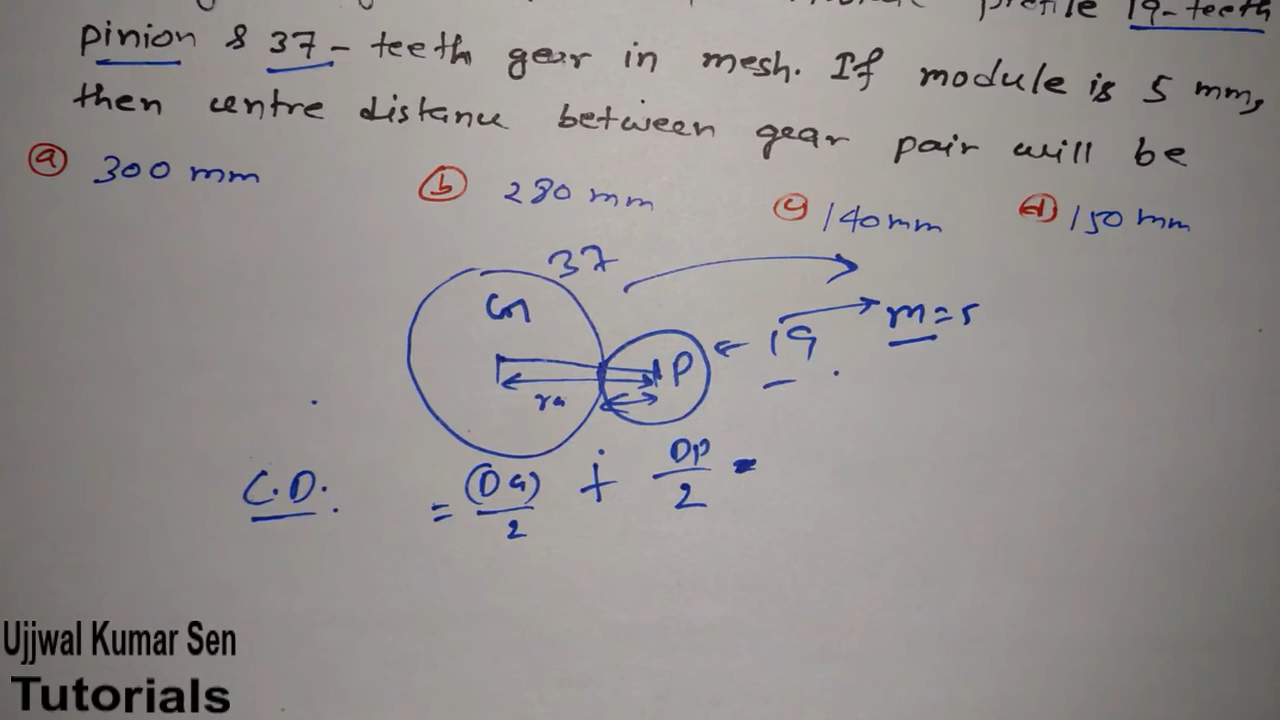 profile 19-teeth
pinion & 37- teeth gear in mesh. If module is 5 mm,
then centre distance between gear pair will be
(a) 300 mm (b) 280 mm (c) 140mm (d) 150 mm
37
G
m=5
19
P
C.D. = (DG)/2 + DP/2
Ujjwal Kumar Sen
Tutorials